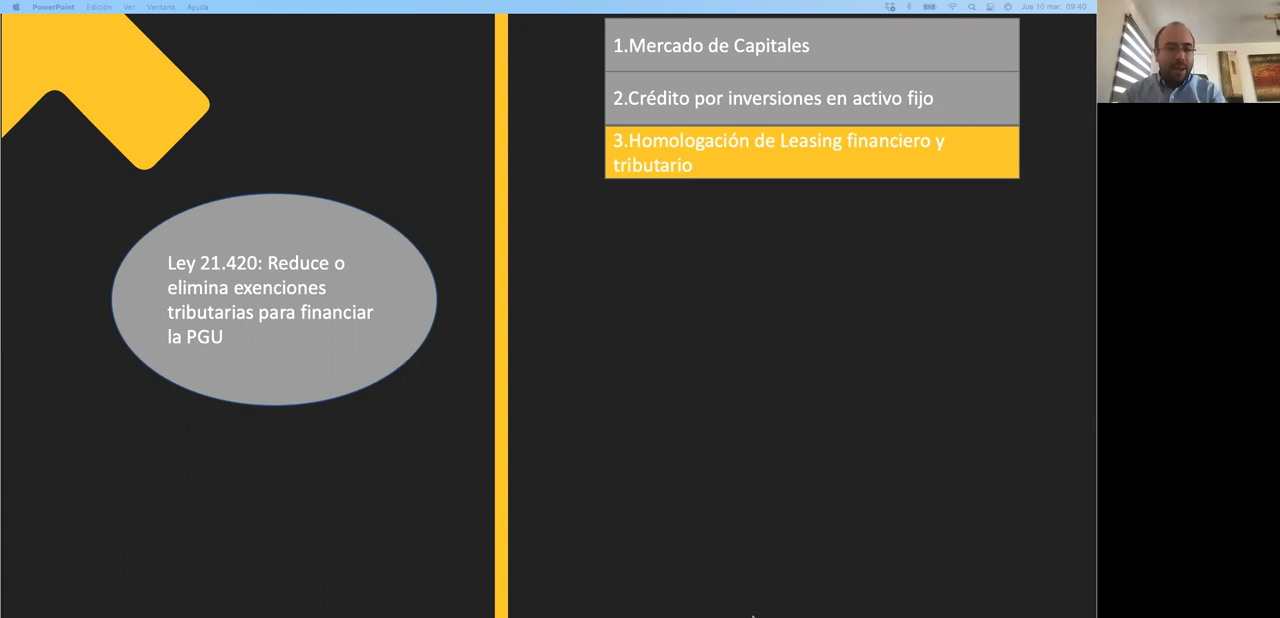 PowerPoint Edición Ver Ventana Ayuda Jue 10 mar. 09:40
1.Mercado de Capitales
2.Crédito por inversiones en activo fijo
3.Homologación de Leasing financiero y
tributario
Ley 21.420: Reduce o
elimina exenciones
tributarias para financiar
la PGU